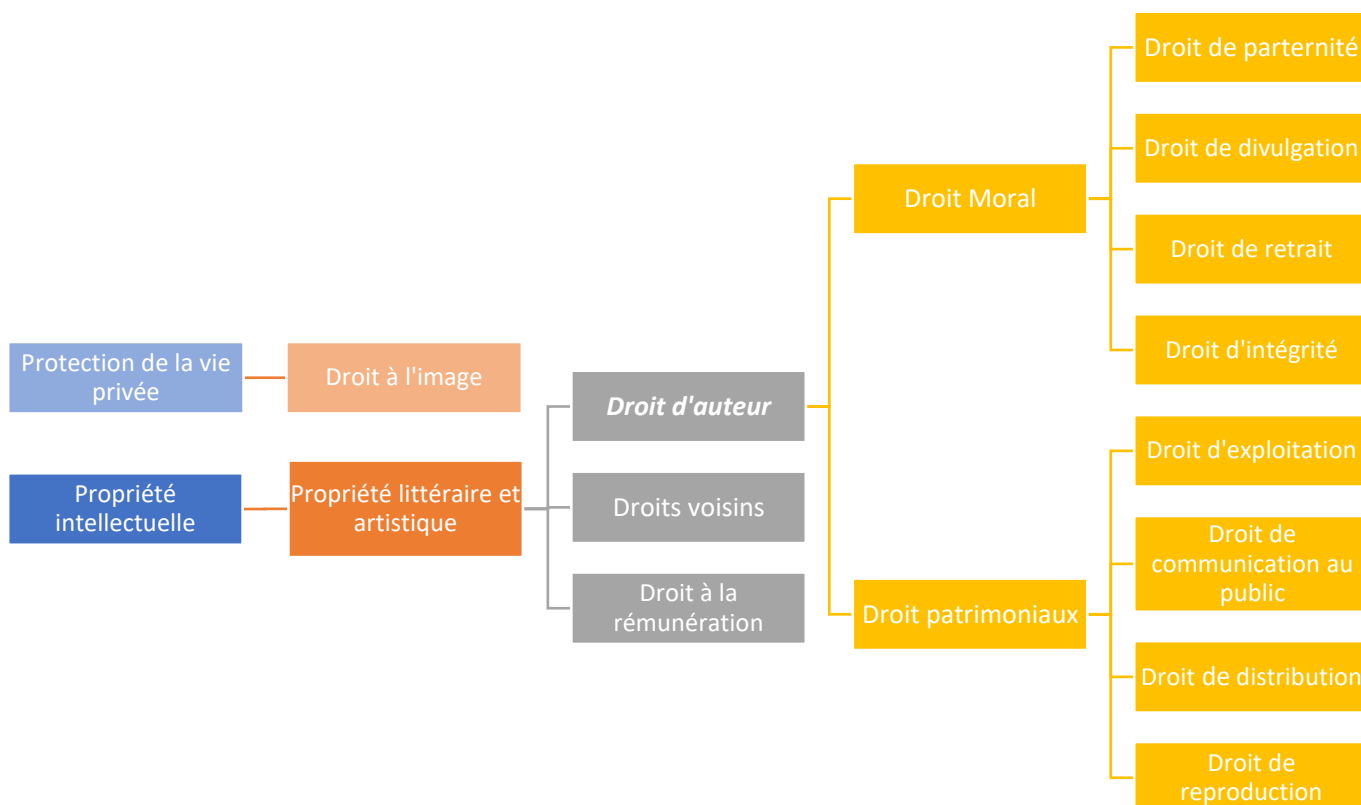 Protection de la vie
privée
Droit à l'image
Propriété
intellectuelle
Propriété littéraire et
artistique
Droit d'auteur
Droits voisins
Droit à la
rémunération
Droit Moral
Droit de parternité
Droit de divulgation
Droit de retrait
Droit d'intégrité
Droit patrimoniaux
Droit d'exploitation
Droit de
communication au
public
Droit de distribution
Droit de
reproduction